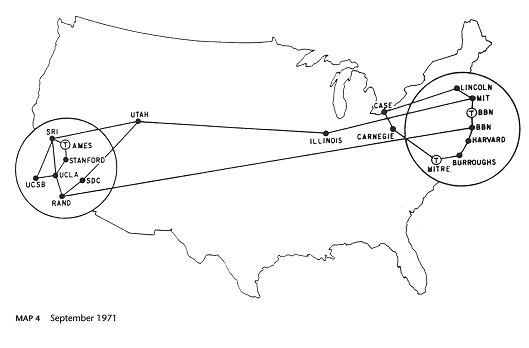 LINCOLN
MIT
T BBN
CASE
UTAH
BBN
SRI
CARNEGIE
HARVARD
ILLINOIS
T AMES
STANFORD
T
BURROUGHS
MITRE
UCLA
SDC
UCSB
RAND
MAP 4 September 1971